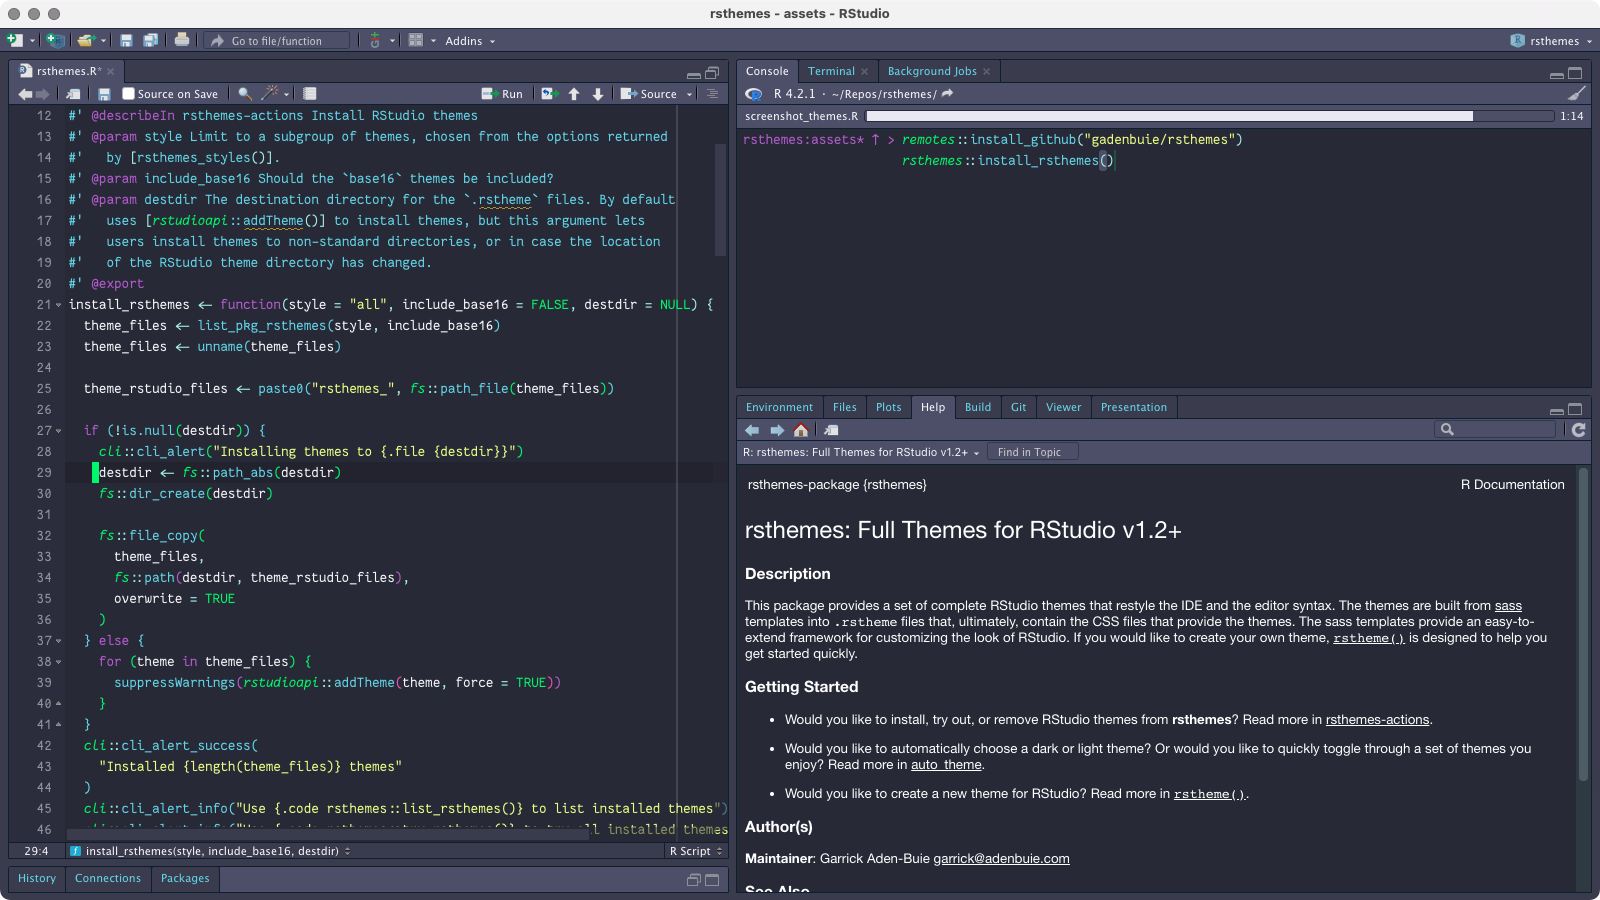 rsthemes - assets - RStudio
Go to file/function
Addins
rsthemes
rsthemes.R*
Source on Save
Run
Source
12 #' @describeIn rsthemes-actions Install RStudio themes
13 #' @param style Limit to a subgroup of themes, chosen from the options returned
14 #'   by [rsthemes_styles()].
15 #' @param include_base16 Should the `base16` themes be included?
16 #' @param destdir The destination directory for the `.rstheme` files. By default
17 #'   uses [rstudioapi::addTheme()] to install themes, but this argument lets
18 #'   users install themes to non-standard directories, or in case the location
19 #'   of the RStudio theme directory has changed.
20 #' @export
21 install_rsthemes <- function(style = "all", include_base16 = FALSE, destdir = NULL) {
22   theme_files <- list_pkg_rsthemes(style, include_base16)
23   theme_files <- unname(theme_files)
24
25   theme_rstudio_files <- paste0("rsthemes_", fs::path_file(theme_files))
26
27   if (!is.null(destdir)) {
28     cli::cli_alert("Installing themes to {.file {destdir}}")
29     destdir <- fs::path_abs(destdir)
30     fs::dir_create(destdir)
31
32     fs::file_copy(
33       theme_files,
34       fs::path(destdir, theme_rstudio_files),
35       overwrite = TRUE
36     )
37   } else {
38     for (theme in theme_files) {
39       suppressWarnings(rstudioapi::addTheme(theme, force = TRUE))
40     }
41   }
42   cli::cli_alert_success(
43     "Installed {length(theme_files)} themes"
44   )
45   cli::cli_alert_info("Use {.code rsthemes::list_rsthemes()} to list installed themes")
46 all installed themes
29:4 install_rsthemes(style, include_base16, destdir) R Script
History Connections Packages
Console Terminal Background Jobs
R 4.2.1 · ~/Repos/rsthemes/
screenshot_themes.R 1:14
rsthemes:assets* ↑ > remotes::install_github("gadenbuie/rsthemes")
rsthemes::install_rsthemes()
Environment Files Plots Help Build Git Viewer Presentation
R: rsthemes: Full Themes for RStudio v1.2+ Find in Topic
rsthemes-package {rsthemes} R Documentation
rsthemes: Full Themes for RStudio v1.2+
Description
This package provides a set of complete RStudio themes that restyle the IDE and the editor syntax. The themes are built from sass
templates into .rstheme files that, ultimately, contain the CSS files that provide the themes. The sass templates provide an easy-to-
extend framework for customizing the look of RStudio. If you would like to create your own theme, rstheme() is designed to help you
get started quickly.
Getting Started
• Would you like to install, try out, or remove RStudio themes from rsthemes? Read more in rsthemes-actions.
• Would you like to automatically choose a dark or light theme? Or would you like to quickly toggle through a set of themes you
enjoy? Read more in auto_theme.
• Would you like to create a new theme for RStudio? Read more in rstheme().
Author(s)
Maintainer: Garrick Aden-Buie garrick@adenbuie.com
See Also